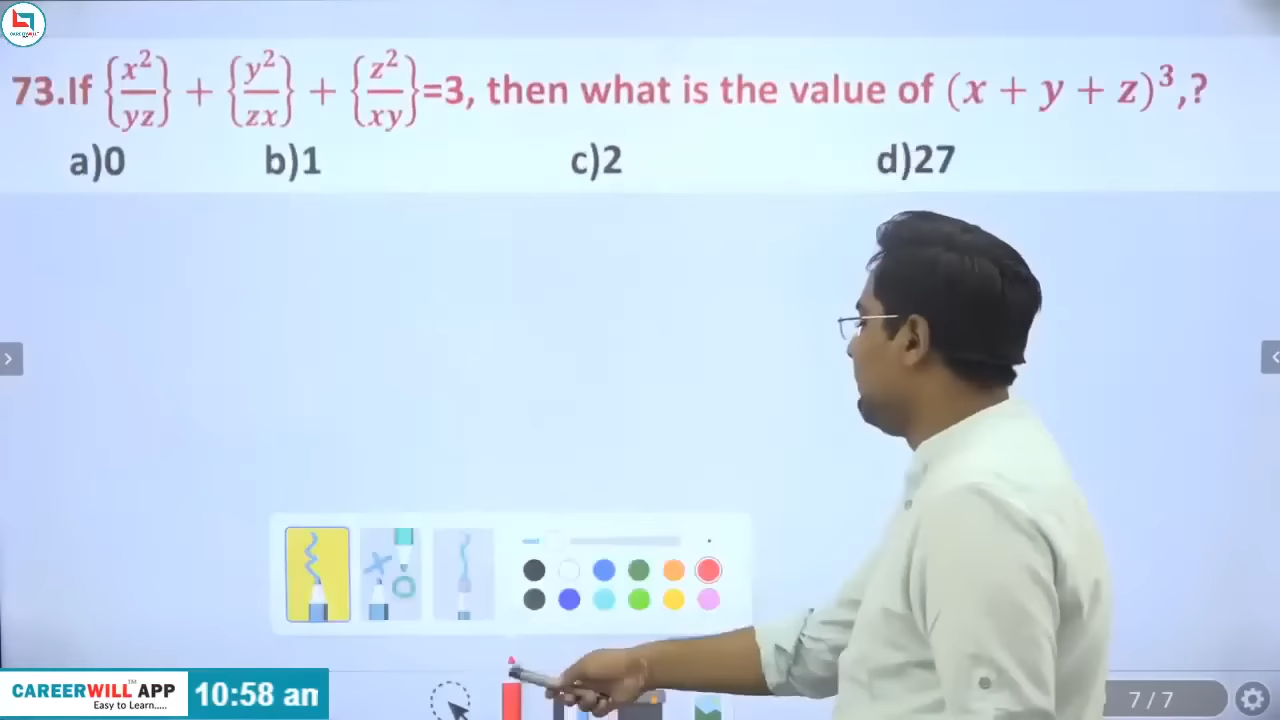 CAREERWILL
73.If {x²/yz} + {y²/zx} + {z²/xy}=3, then what is the value of (x + y + z)³,?
a)0 b)1 c)2 d)27
CAREERWILL™ APP
Easy to Learn.....
10:58 an
7 / 7